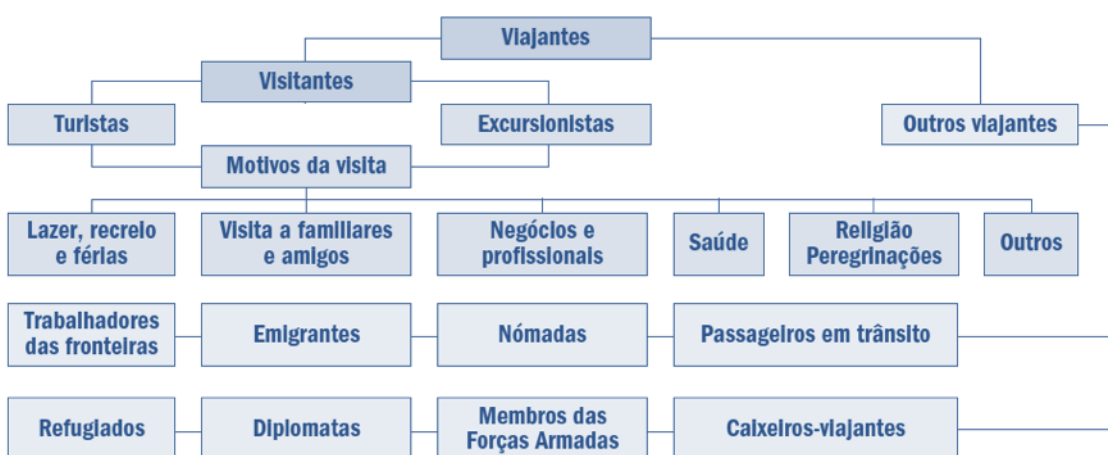 Viajantes
Visitantes
Turistas
Excursionistas
Outros viajantes
Motivos da visita
Lazer, recreio
e férias
Visita a familiares
e amigos
Negócios e
profissionais
Saúde
Religião
Peregrinações
Outros
Trabalhadores
das fronteiras
Emigrantes
Nómadas
Passageiros em trânsito
Refugiados
Diplomatas
Membros das
Forças Armadas
Caixeiros-viajantes